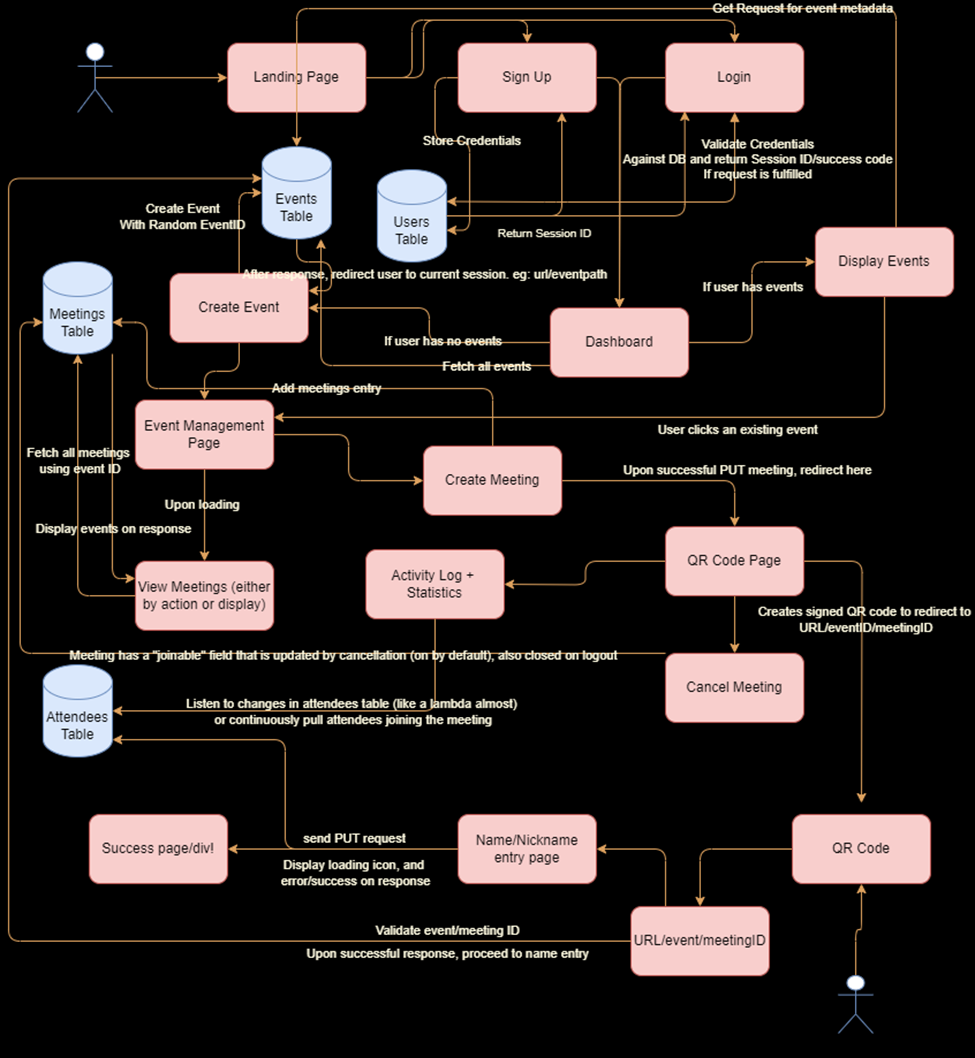 Get Request for event metadata
Landing Page
Sign Up
Login
Store Credentials
Validate Credentials
Against DB and return Session ID/success code
If request is fulfilled
Events
Table
Create Event
With Random EventID
Users
Table
Return Session ID
Display Events
After response, redirect user to current session. eg: url/eventpath
If user has events
Meetings
Table
Create Event
If user has no events
Dashboard
Fetch all events
Add meetings entry
Event Management
Page
User clicks an existing event
Fetch all meetings
using event ID
Create Meeting
Upon successful PUT meeting, redirect here
Upon loading
Display events on response
View Meetings (either
by action or display)
Activity Log +
Statistics
QR Code Page
Creates signed QR code to redirect to
URL/eventID/meetingID
Meeting has a "joinable" field that is updated by cancellation (on by default), also closed on logout
Cancel Meeting
Attendees
Table
Listen to changes in attendees table (like a lambda almost)
or continuously pull attendees joining the meeting
Success page/div!
send PUT request
Display loading icon, and
error/success on response
Name/Nickname
entry page
QR Code
Validate event/meeting ID
Upon successful response, proceed to name entry
URL/event/meetingID